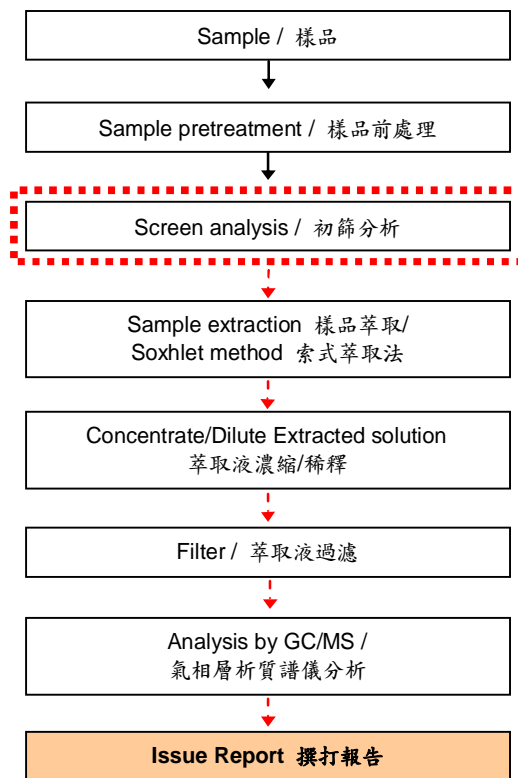 Sample / 樣品
Sample pretreatment / 樣品前處理
Screen analysis / 初篩分析
Sample extraction 樣品萃取/
Soxhlet method 索式萃取法
Concentrate/Dilute Extracted solution
萃取液濃縮/稀釋
Filter / 萃取液過濾
Analysis by GC/MS /
氣相層析質譜儀分析
Issue Report 撰打報告